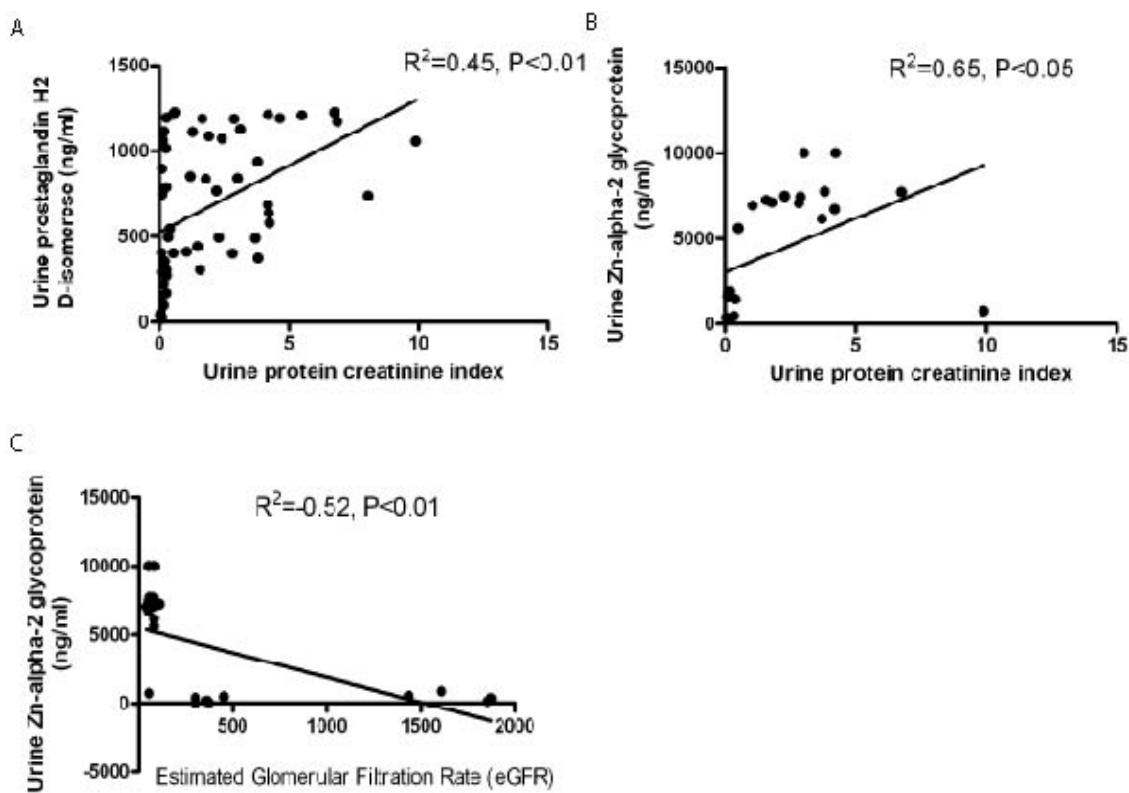 A
R²=0.45, P<0.01
Urine prostaglandin H2
D-isomeroso (ng/ml)
1500
1000
500
0
0 5 10 15
Urine protein creatinine index
B
R²=0.65, P<0.05
Urine Zn-alpha-2 glycoprotein
(ng/ml)
15000
10000
5000
0
0 5 10 15
Urine protein creatinine index
C
R²=-0.52, P<0.01
Urine Zn-alpha-2 glycoprotein
(ng/ml)
15000
10000
5000
0
-5000
500 1000 1500 2000
Estimated Glomerular Filtration Rate (eGFR)